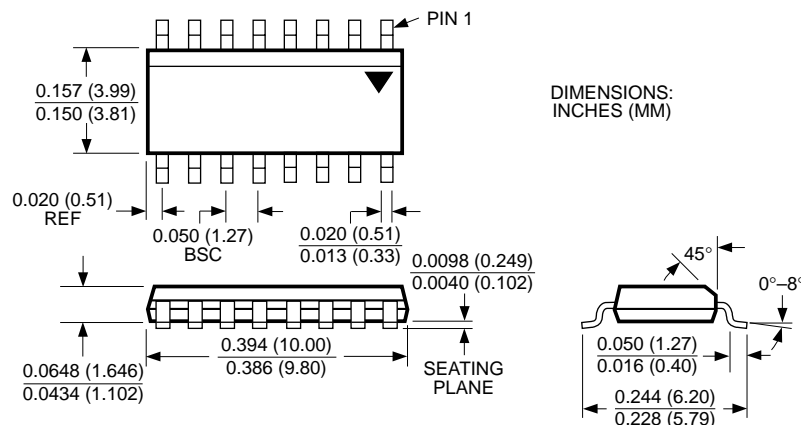 PIN 1
0.157 (3.99)
0.150 (3.81)
DIMENSIONS:
INCHES (MM)
0.020 (0.51)
REF
0.050 (1.27)
BSC
0.020 (0.51)
0.013 (0.33)
0.0098 (0.249)
0.0040 (0.102)
45°
0°–8°
0.0648 (1.646)
0.0434 (1.102)
0.394 (10.00)
0.386 (9.80)
SEATING
PLANE
0.050 (1.27)
0.016 (0.40)
0.244 (6.20)
0.228 (5.79)